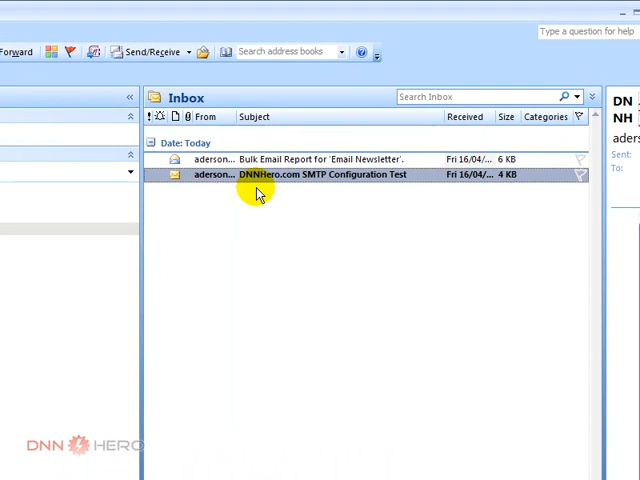 Type a question for help
Forward
Send/Receive
Search address books
Inbox
Search Inbox
From Subject Received Size Categories
Date: Today
aderson... Bulk Email Report for 'Email Newsletter'. Fri 16/04/... 6 KB
aderson... DNNHero.com SMTP Configuration Test Fri 16/04/... 4 KB
DN
NH
aders
Sent:
To:
DNN HERO